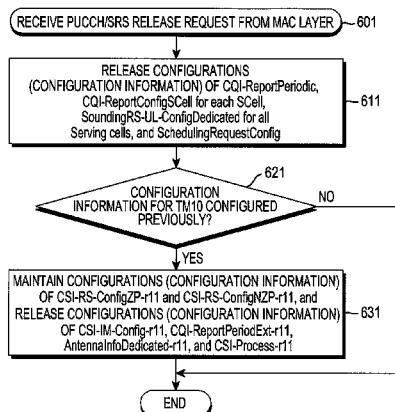 RECEIVE PUCCH/SRS RELEASE REQUEST FROM MAC LAYER
601
RELEASE CONFIGURATIONS
(CONFIGURATION INFORMATION) OF CQI-ReportPeriodic,
CQI-ReportConfigSCell for each SCell,
SoundingRS-UL-ConfigDedicated for all
Serving cells, and SchedulingRequestConfig
611
621
CONFIGURATION
INFORMATION FOR TM10 CONFIGURED
PREVIOUSLY?
NO
YES
MAINTAIN CONFIGURATIONS (CONFIGURATION INFORMATION)
OF CSI-RS-ConfigZP-r11 and CSI-RS-ConfigNZP-r11, and
RELEASE CONFIGURATIONS (CONFIGURATION INFORMATION)
OF CSI-IM-Config-r11, CQI-ReportPeriodExt-r11,
AntennaInfoDedicated-r11, and CSI-Process-r11
631
END